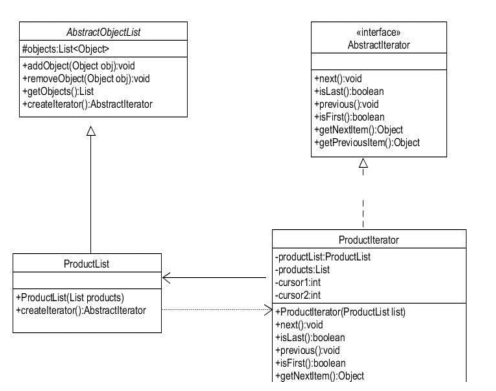 AbstractObjectList
#objects:List<Object>
+addObject(Object obj):void
+removeObject(Object obj):void
+getObjects():List
+createIterator():AbstractIterator
«interface»
AbstractIterator
+next():void
+isLast():boolean
+previous():void
+isFirst():boolean
+getNextItem():Object
+getPreviousItem():Object
ProductList
+ProductList(List products)
+createIterator():AbstractIterator
ProductIterator
-productList:ProductList
-products:List
-cursor1:int
-cursor2:int
+ProductIterator(ProductList list)
+next():void
+isLast():boolean
+previous():void
+isFirst():boolean
+getNextItem():Object